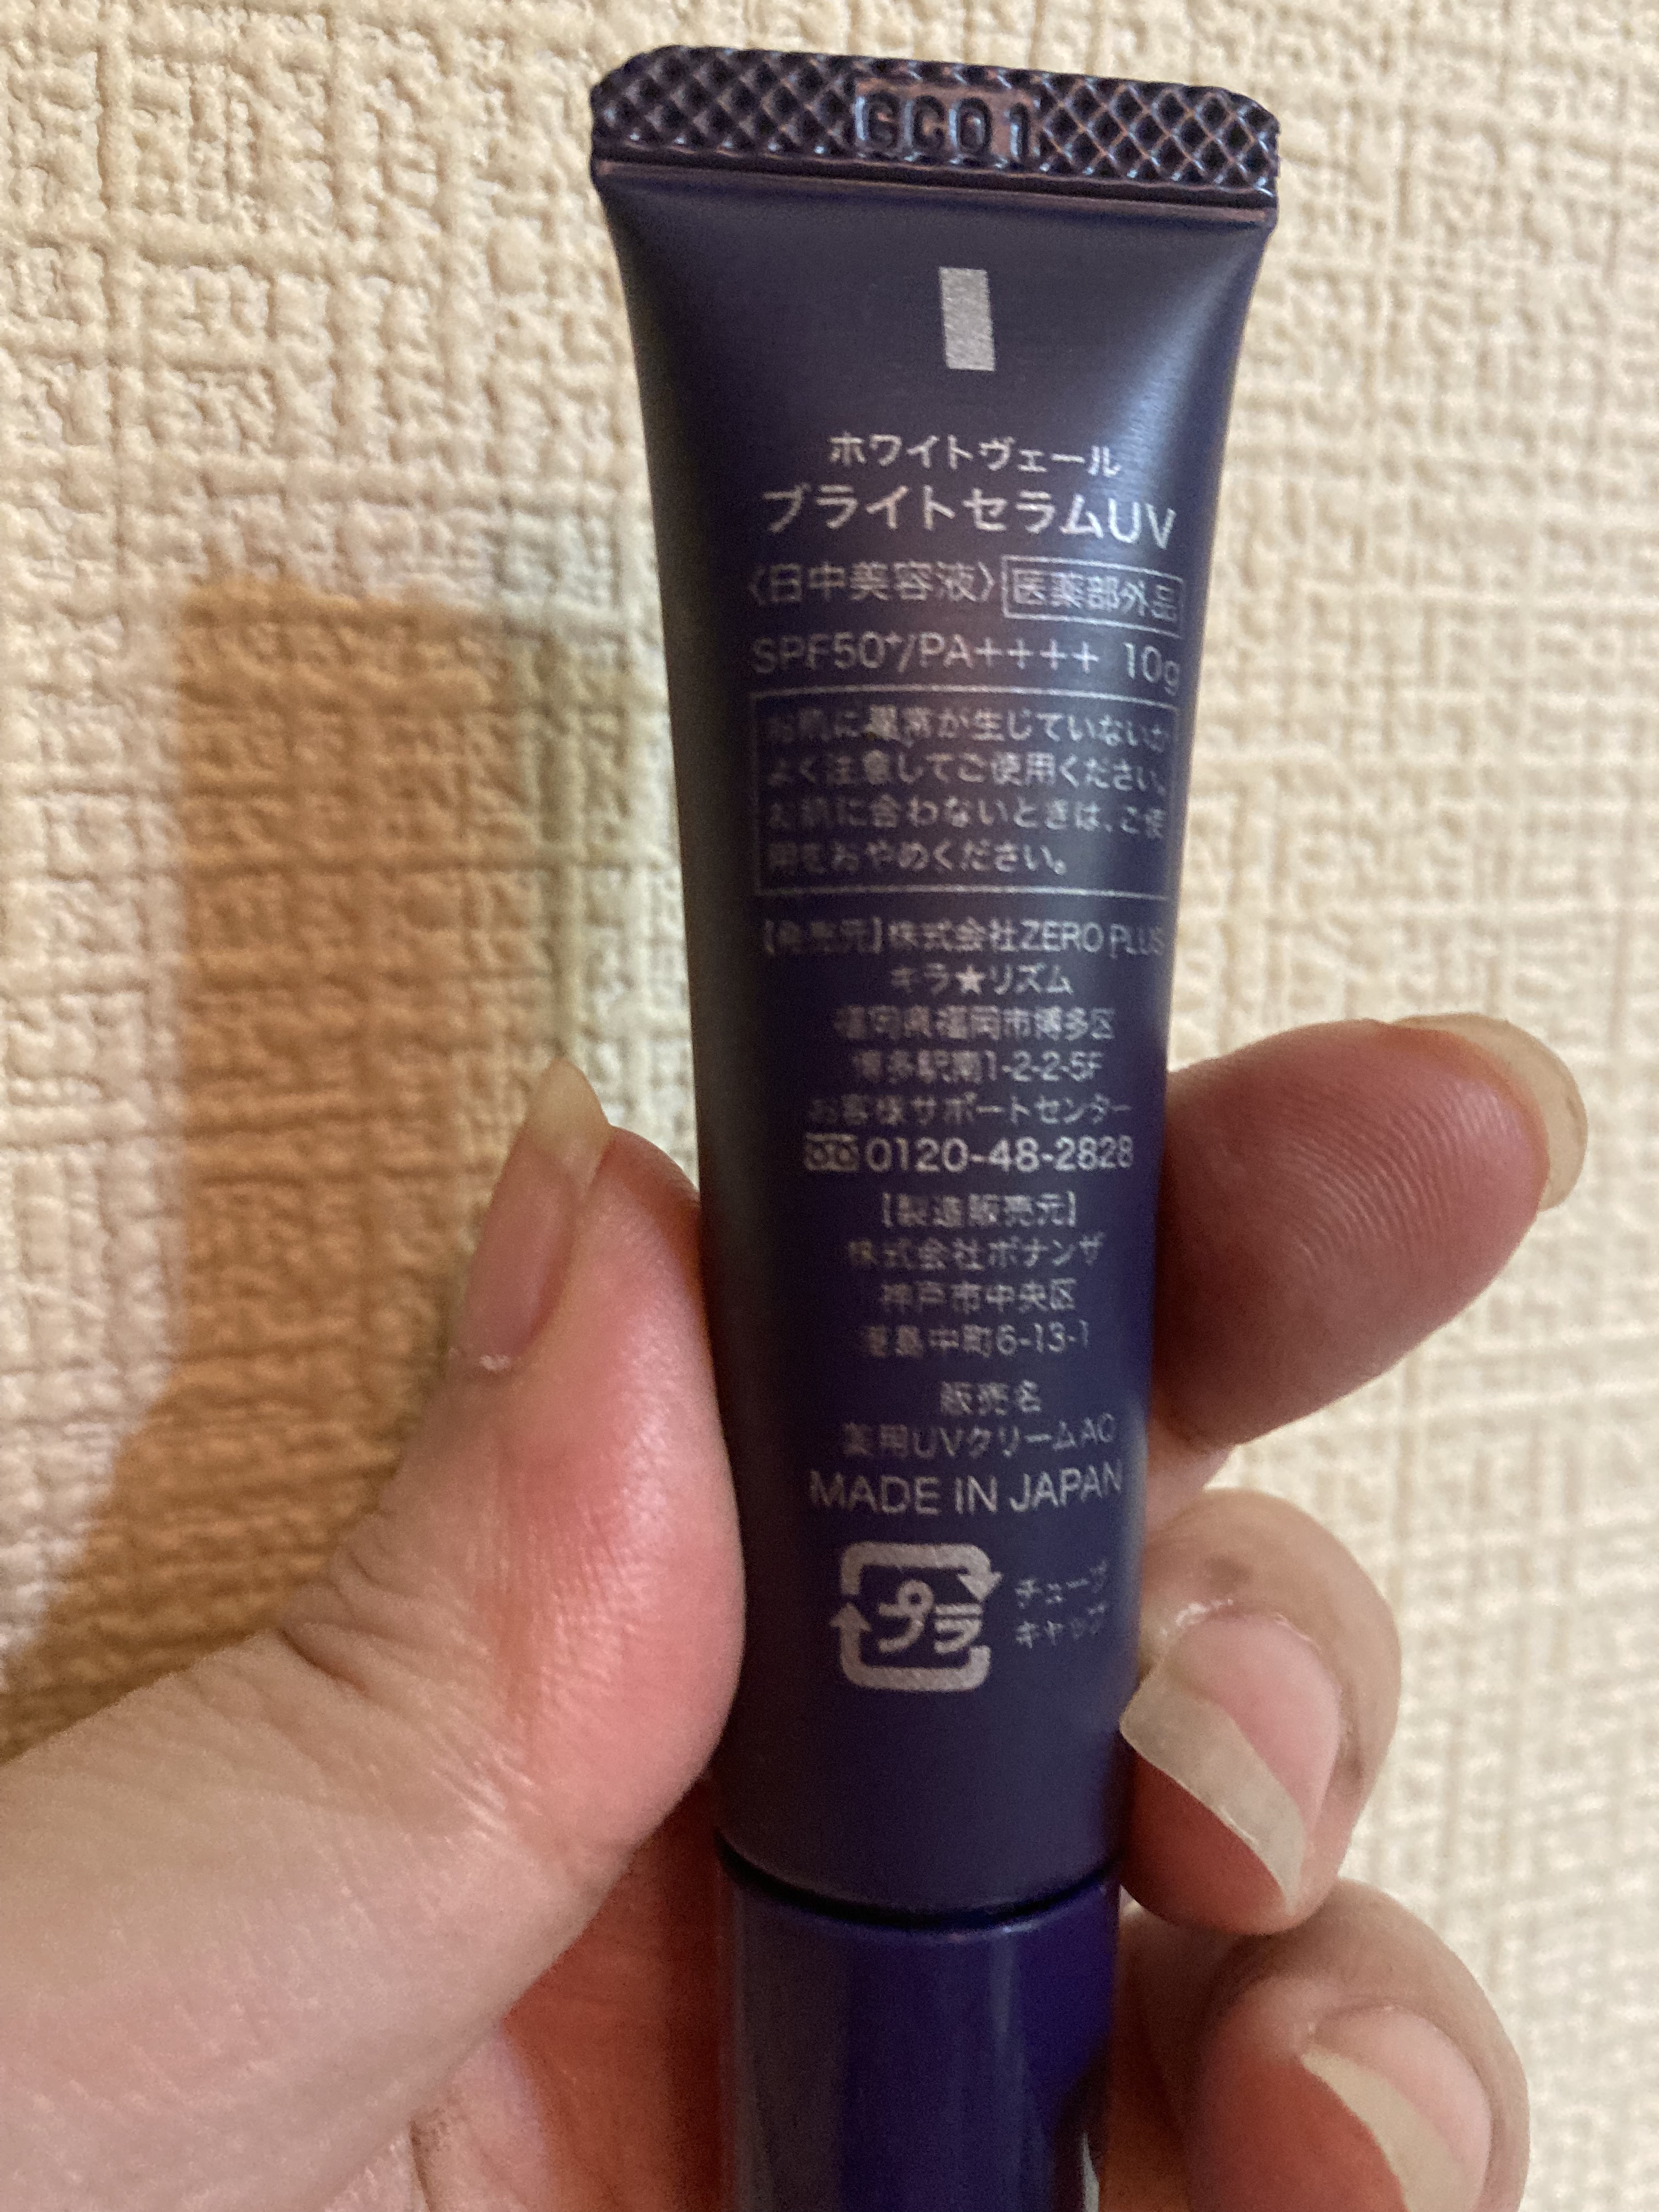 GC01
ホワイトヴェール
ブライトセラムUV
〈日中美容液〉医薬部外品
SPF50+/PA++++ 10g
お肌に異常が生じていないか
よく注意してご使用ください。
お肌に合わないときは、ご使
用をおやめください。
【発売元】株式会社ZERO PLUS
キラ★リズム
福岡県福岡市博多区
博多駅南1-2-2-5F
お客様サポートセンター
0120-48-2828
【製造販売元】
株式会社ボナンザ
神戸市中央区
港島中町6-13-1
販売名
薬用UVクリームAO
MADE IN JAPAN
プラ
チューブ
キャップ